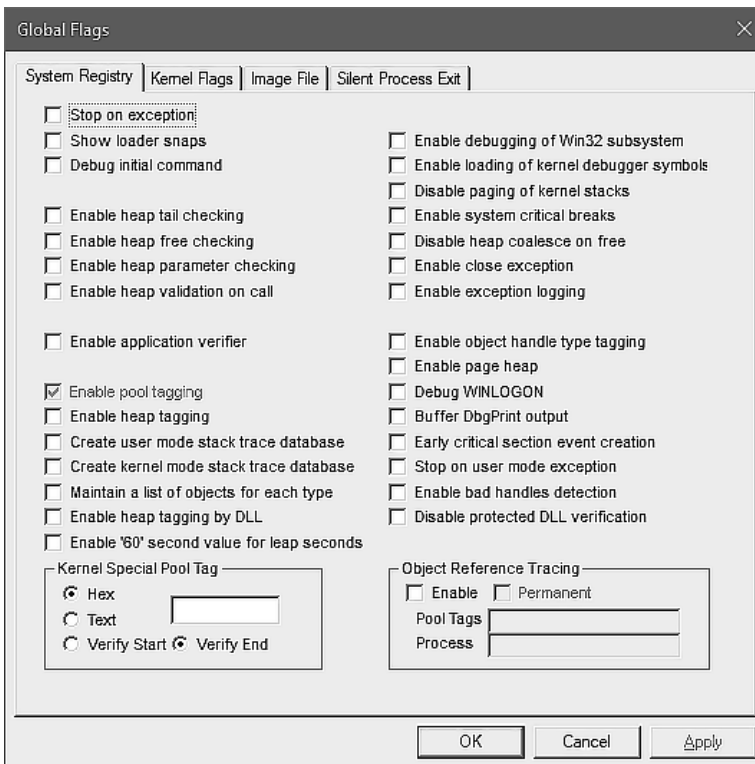 Global Flags
System Registry
Kernel Flags
Image File
Silent Process Exit
Stop on exception
Show loader snaps
Debug initial command
Enable heap tail checking
Enable heap free checking
Enable heap parameter checking
Enable heap validation on call
Enable application verifier
Enable pool tagging
Enable heap tagging
Create user mode stack trace database
Create kernel mode stack trace database
Maintain a list of objects for each type
Enable heap tagging by DLL
Enable '60' second value for leap seconds
Enable debugging of Win32 subsystem
Enable loading of kernel debugger symbols
Disable paging of kernel stacks
Enable system critical breaks
Disable heap coalesce on free
Enable close exception
Enable exception logging
Enable object handle type tagging
Enable page heap
Debug WINLOGON
Buffer DbgPrint output
Early critical section event creation
Stop on user mode exception
Enable bad handles detection
Disable protected DLL verification
Kernel Special Pool Tag
Hex
Text
Verify Start
Verify End
Object Reference Tracing
Enable
Permanent
Pool Tags
Process
OK
Cancel
Apply